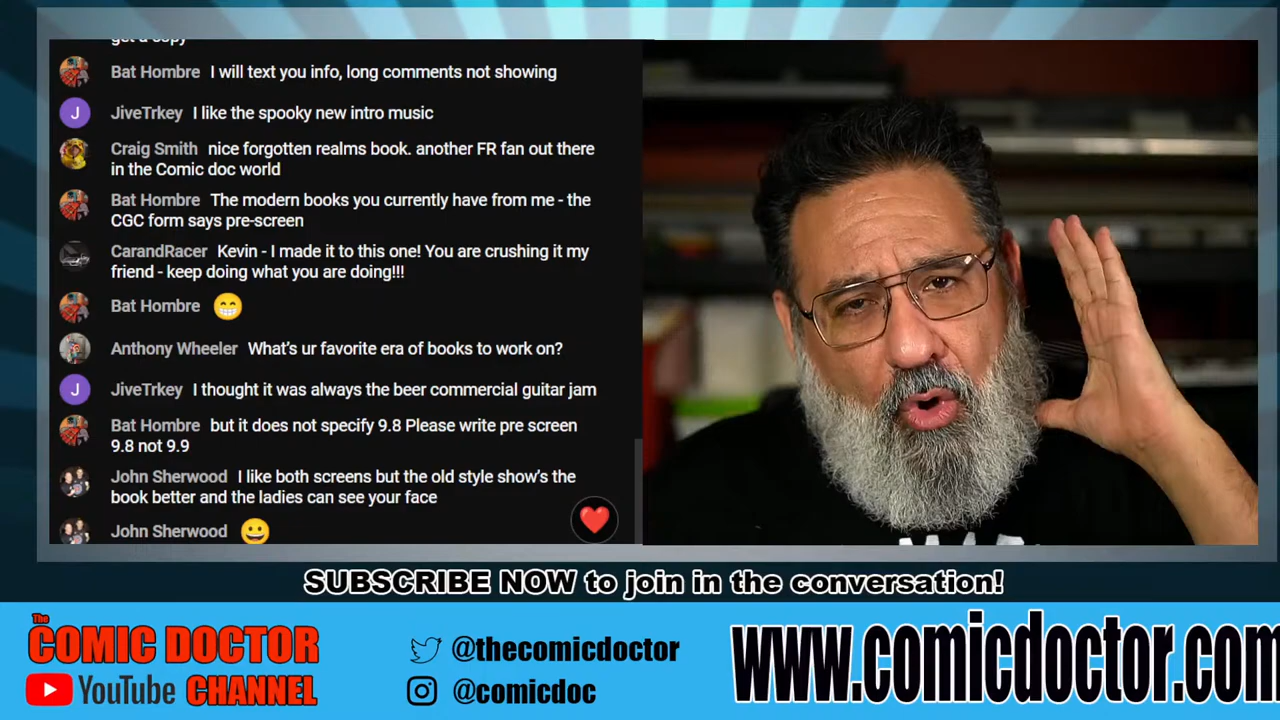 get a copy
Bat Hombre I will text you info, long comments not showing
JiveTrkey I like the spooky new intro music
Craig Smith nice forgotten realms book. another FR fan out there
in the Comic doc world
Bat Hombre The modern books you currently have from me - the
CGC form says pre-screen
CarandRacer Kevin - I made it to this one! You are crushing it my
friend - keep doing what you are doing!!!
Bat Hombre
Anthony Wheeler What's ur favorite era of books to work on?
J JiveTrkey I thought it was always the beer commercial guitar jam
Bat Hombre but it does not specify 9.8 Please write pre screen
9.8 not 9.9
John Sherwood I like both screens but the old style show's the
book better and the ladies can see your face
John Sherwood
SUBSCRIBE NOW to join in the conversation!
The
COMIC DOCTOR
YouTube CHANNEL
@thecomicdoctor
@comicdoc
www.comicdoctor.com